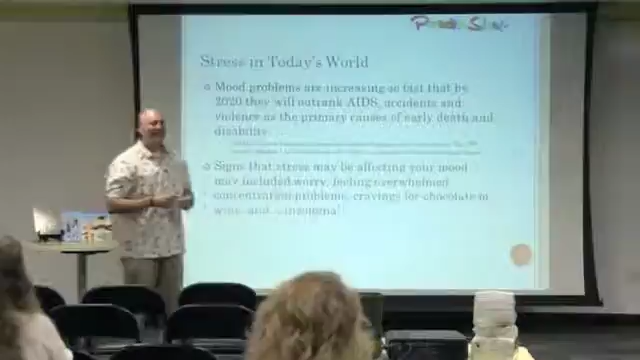 Stress in Today's World
Mood problems are increasing so fast that by
2020 they will outrank AIDS, accidents and
violence as the primary causes of early death and
disability
Signs that stress may be affecting your mood
may included worry, feeling overwhelmed
concentration problems, cravings for chocolate or
wine, and